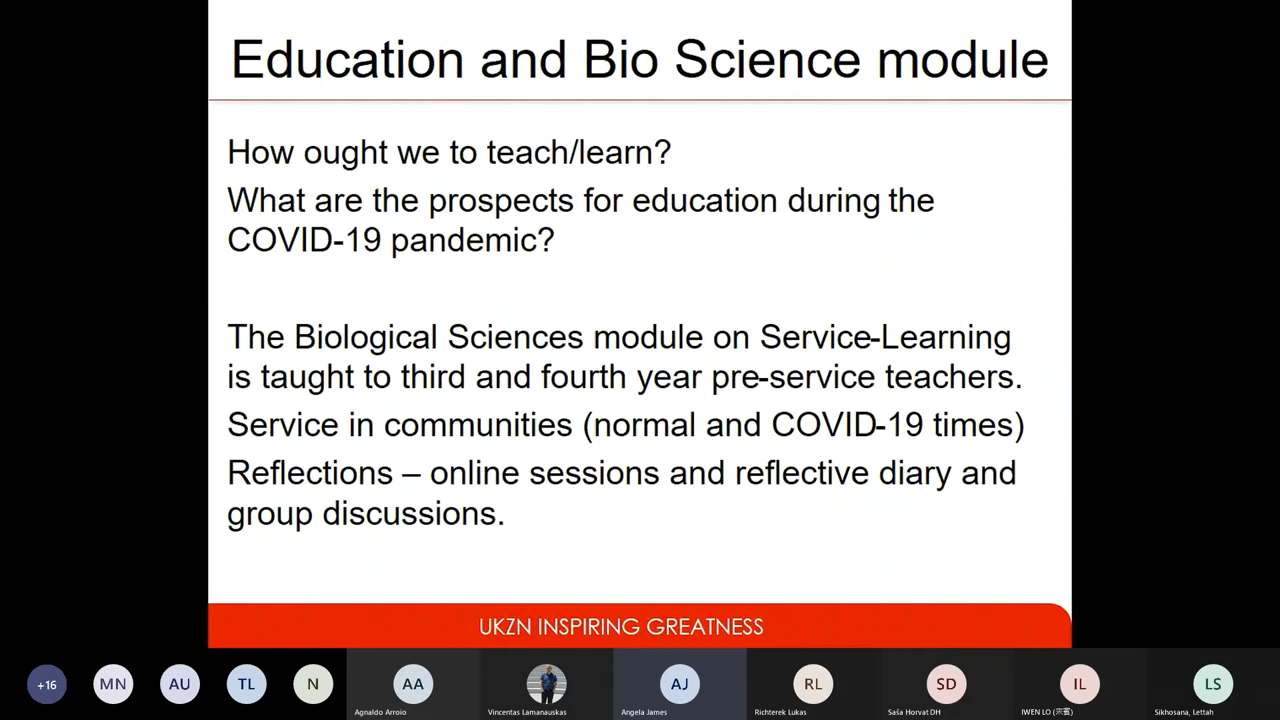 Education and Bio Science module
How ought we to teach/learn?
What are the prospects for education during the
COVID-19 pandemic?
The Biological Sciences module on Service-Learning
is taught to third and fourth year pre-service teachers.
Service in communities (normal and COVID-19 times)
Reflections – online sessions and reflective diary and
group discussions.
UKZN INSPIRING GREATNESS
+16
MN
AU
TL
N
AA
AJ
RL
SD
IL
LS
Agnaldo Arroio
Vincentas Lamanauskas
Angela James
Richterek Lukas
Saša Horvat DH
IWEN LO
Sikhosana, Lettah